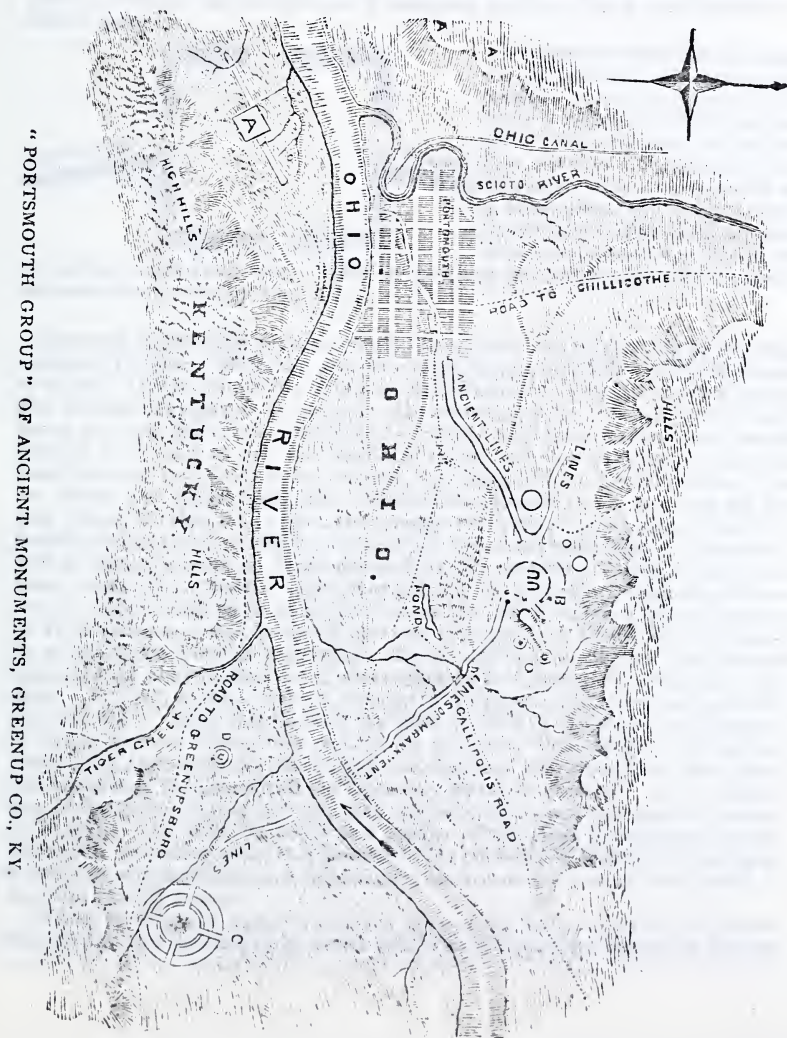 A
A
A
OHIO CANAL
SCIOTO RIVER
PORTSMOUTH
ROAD TO CHILLICOTHE
HILLS
ANCIENT LINES
LINES
B
POND
OHIO.
OHIO RIVER
LINES OF EMBANKMENT
GALLIPOLIS ROAD
A
HIGH HILLS
KENTUCKY
HILLS
TIGER CREEK
ROAD TO GREENUPSBURG
D
LINES
C
"PORTSMOUTH GROUP" OF ANCIENT MONUMENTS, GREENUP CO., KY.